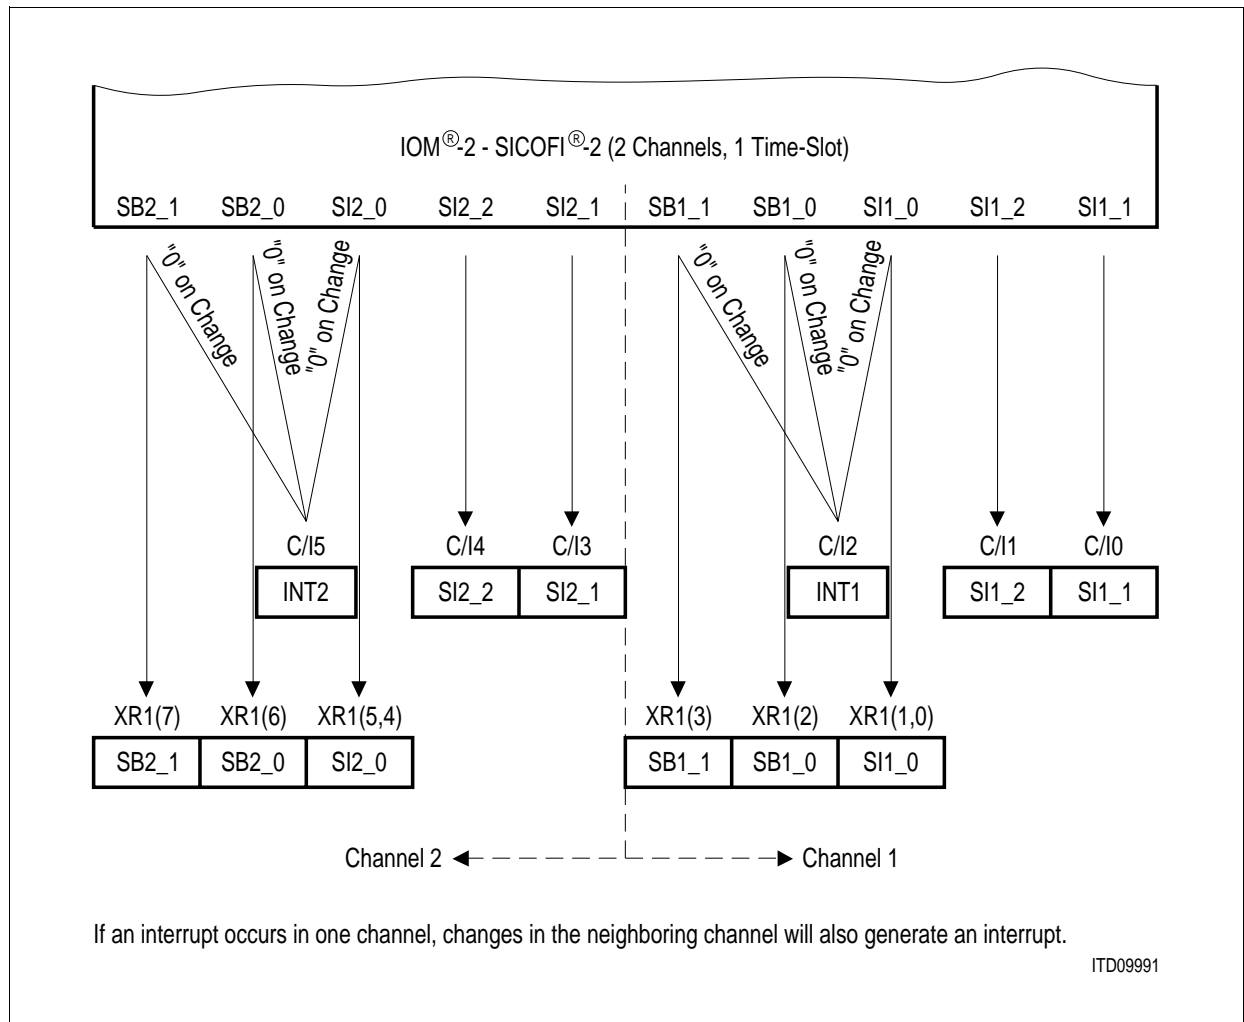 IOM®-2 - SICOFI®-2 (2 Channels, 1 Time-Slot)
SB2_1 SB2_0 SI2_0 SI2_2 SI2_1 SB1_1 SB1_0 SI1_0 SI1_2 SI1_1
"0" on Change
"0" on Change
"0" on Change
"0" on Change
"0" on Change
"0" on Change
C/I5 C/I4 C/I3 C/I2 C/I1 C/I0
INT2 SI2_2 SI2_1 INT1 SI1_2 SI1_1
XR1(7) XR1(6) XR1(5,4) XR1(3) XR1(2) XR1(1,0)
SB2_1 SB2_0 SI2_0 SB1_1 SB1_0 SI1_0
Channel 2 Channel 1
If an interrupt occurs in one channel, changes in the neighboring channel will also generate an interrupt.
ITD09991